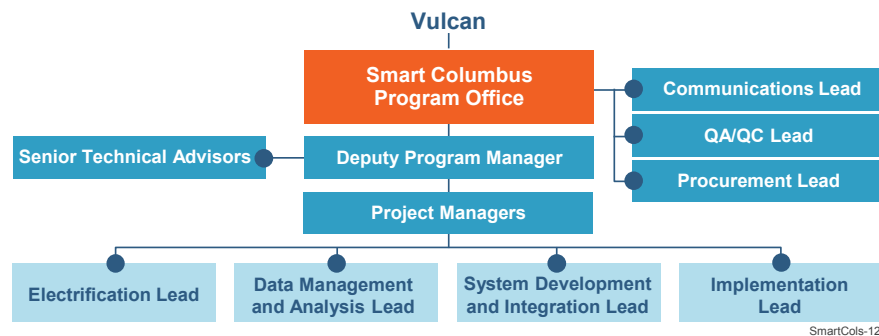 Vulcan
Smart Columbus
Program Office
Communications Lead
QA/QC Lead
Procurement Lead
Senior Technical Advisors
Deputy Program Manager
Project Managers
Electrification Lead
Data Management
and Analysis Lead
System Development
and Integration Lead
Implementation
Lead
SmartCols-12